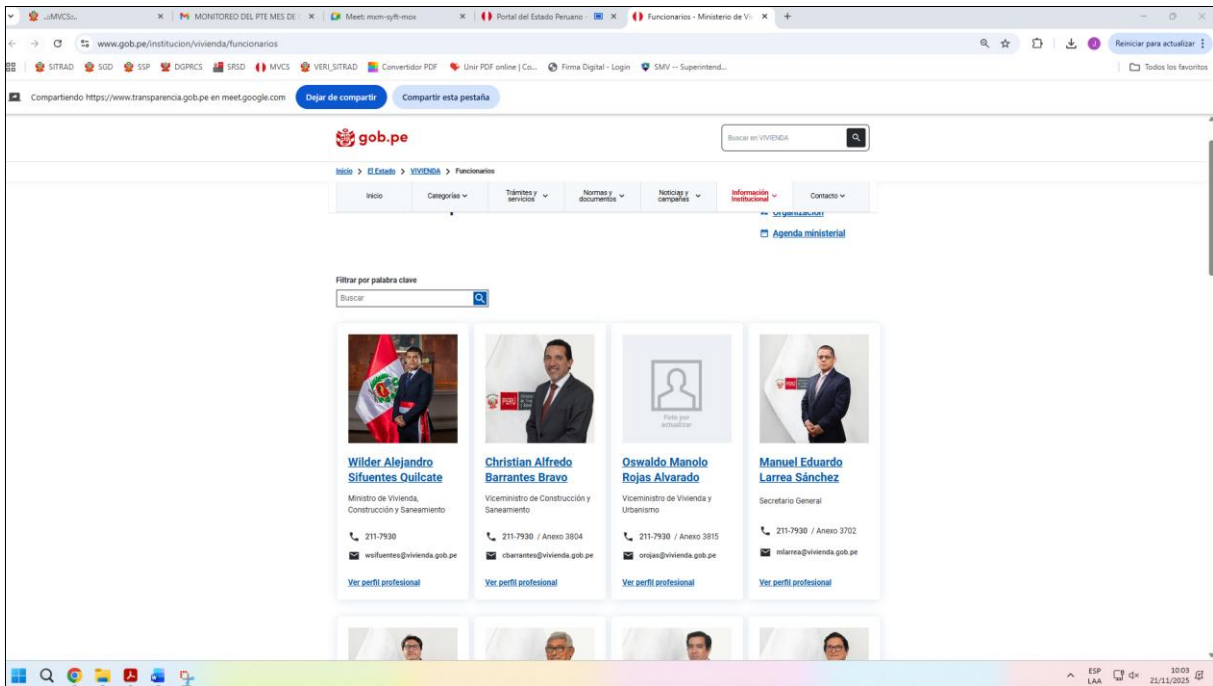 ..::MVCS::..
MONITOREO DEL PTE MES DE
Meet: mxm-syft-mox
Portal del Estado Peruano -
Funcionarios - Ministerio de Vi
www.gob.pe/institucion/vivienda/funcionarios
Reiniciar para actualizar
SITRAD SGD SSP DGPRCS SRSD MVCS VERI_SITRAD Convertidor PDF Unir PDF online | Co... Firma Digital - Login SMV -- Superintend...
Todos los favoritos
Compartiendo https://www.transparencia.gob.pe en meet.google.com Dejar de compartir Compartir esta pestaña
gob.pe
Buscar en VIVIENDA
Inicio > El Estado > VIVIENDA > Funcionarios
Inicio Categorías Trámites y servicios Normas y documentos Noticias y campañas Información Institucional Contacto
Organización
Agenda ministerial
Filtrar por palabra clave
Buscar
PERÚ
Foto por
actualizar
PERÚ
Wilder Alejandro
Sifuentes Quilcate
Ministro de Vivienda,
Construcción y Saneamiento
211-7930
wsifuentes@vivienda.gob.pe
Ver perfil profesional
Christian Alfredo
Barrantes Bravo
Viceministro de Construcción y
Saneamiento
211-7930 / Anexo 3804
cbarrantes@vivienda.gob.pe
Ver perfil profesional
Oswaldo Manolo
Rojas Alvarado
Viceministro de Vivienda y
Urbanismo
211-7930 / Anexo 3815
orojas@vivienda.gob.pe
Ver perfil profesional
Manuel Eduardo
Larrea Sánchez
Secretario General
211-7930 / Anexo 3702
mlarrea@vivienda.gob.pe
Ver perfil profesional
ESP
LAA
10:03
21/11/2025